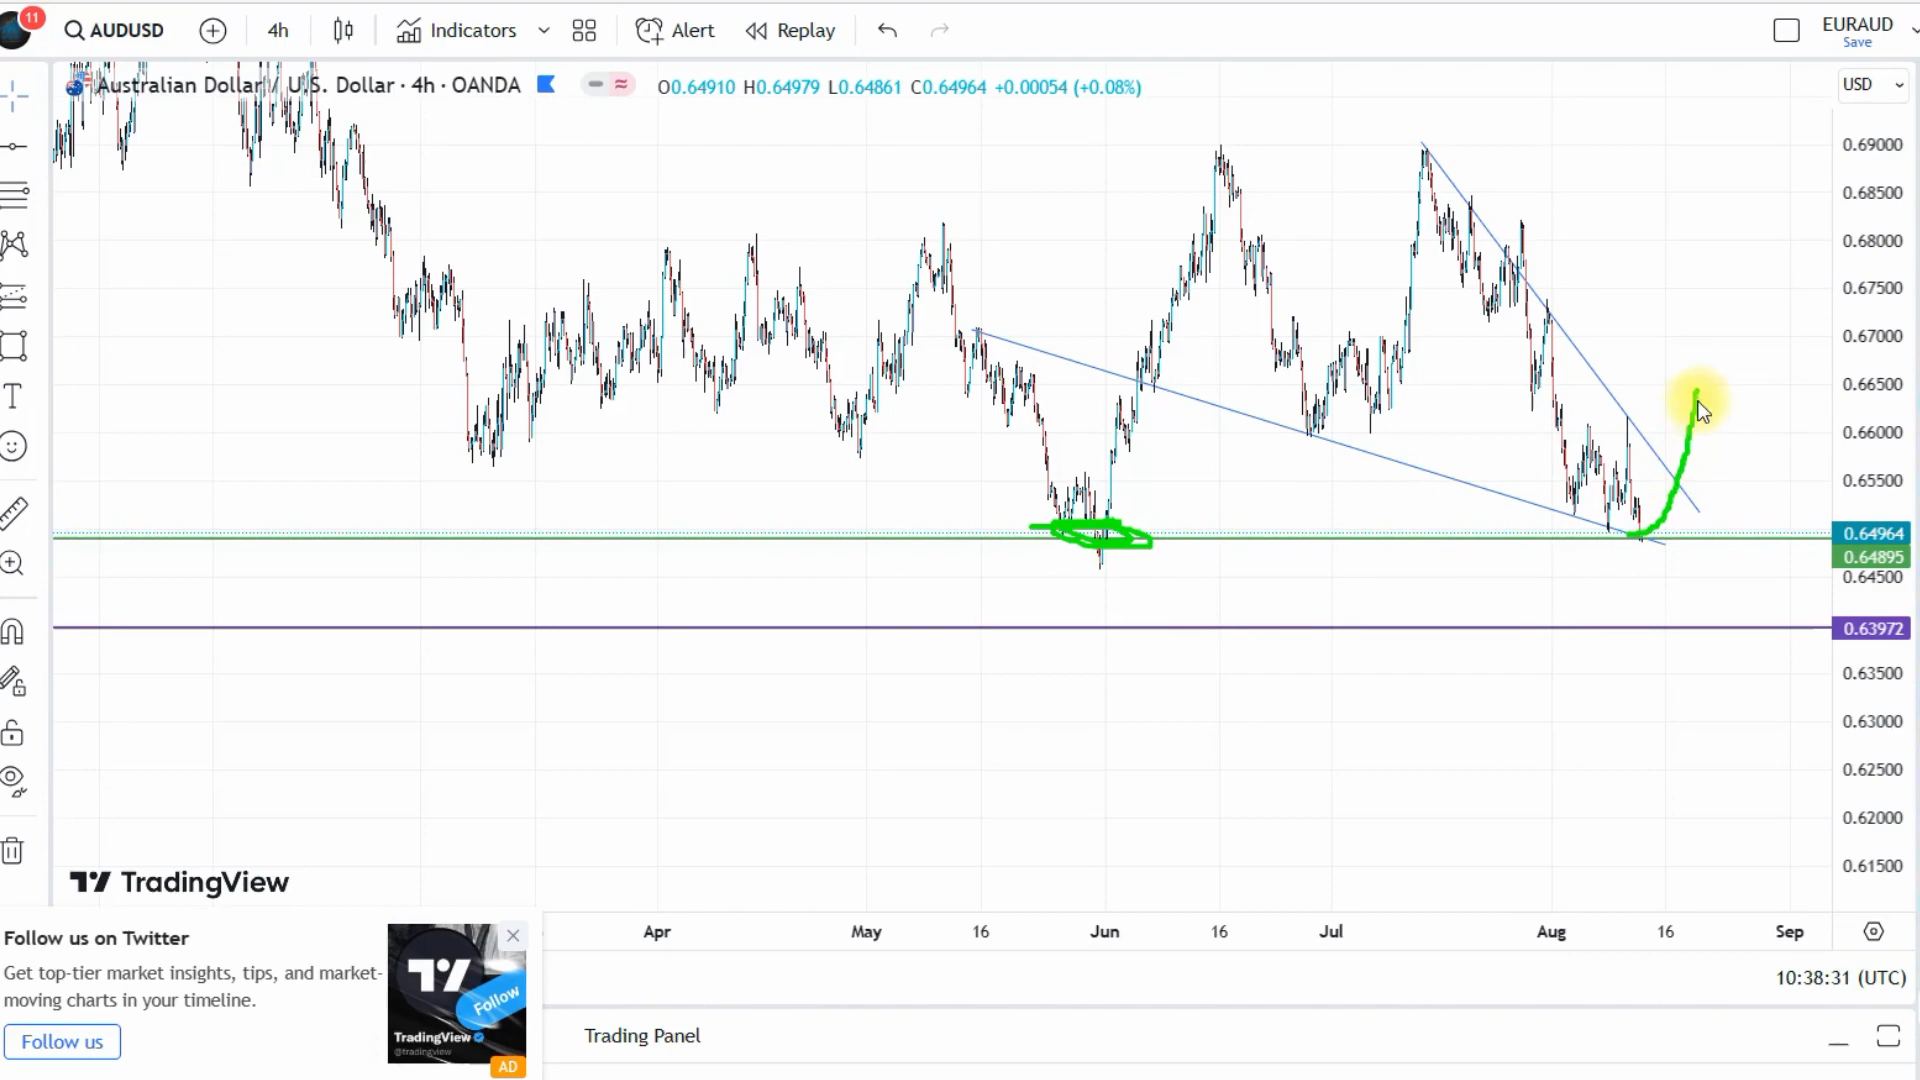 11
AUDUSD
4h
Indicators
Alert
Replay
EURAUD
Save
Australian Dollar / U.S. Dollar · 4h · OANDA
O0.64910 H0.64979 L0.64861 C0.64964 +0.00054 (+0.08%)
USD
0.69000
0.68500
0.68000
0.67500
0.67000
0.66500
0.66000
0.65500
0.64964
0.64895
0.64500
0.63972
0.63500
0.63000
0.62500
0.62000
0.61500
TradingView
Apr
May
16
Jun
16
Jul
Aug
16
Sep
Follow us on Twitter
Get top-tier market insights, tips, and market-
moving charts in your timeline.
Follow us
Follow
TradingView
@tradingview
AD
10:38:31 (UTC)
Trading Panel